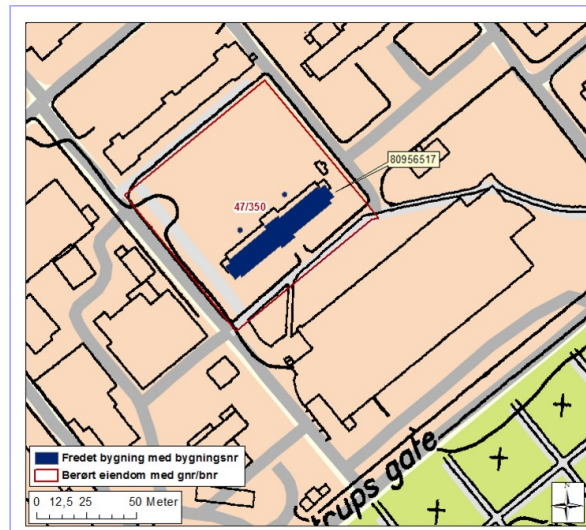 80956517
47/350
Fredet bygning med bygningsnr
Berørt eiendom med gnr/bnr
0 12,5 25 50 Meter
trups gate
N